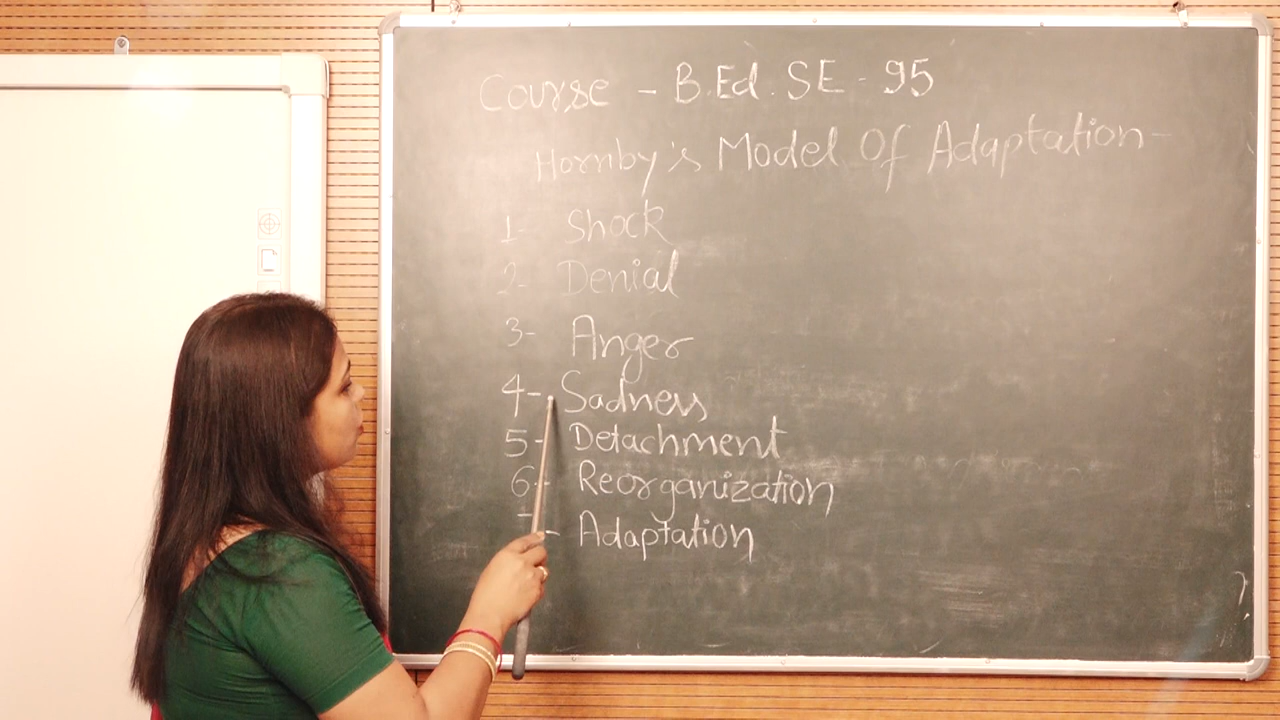 Course - B.Ed. SE - 95
Hornby's Model Of Adaptation -
1- Shock
2- Denial
3- Anger
4- Sadness
5- Detachment
6- Reorganization
- Adaptation